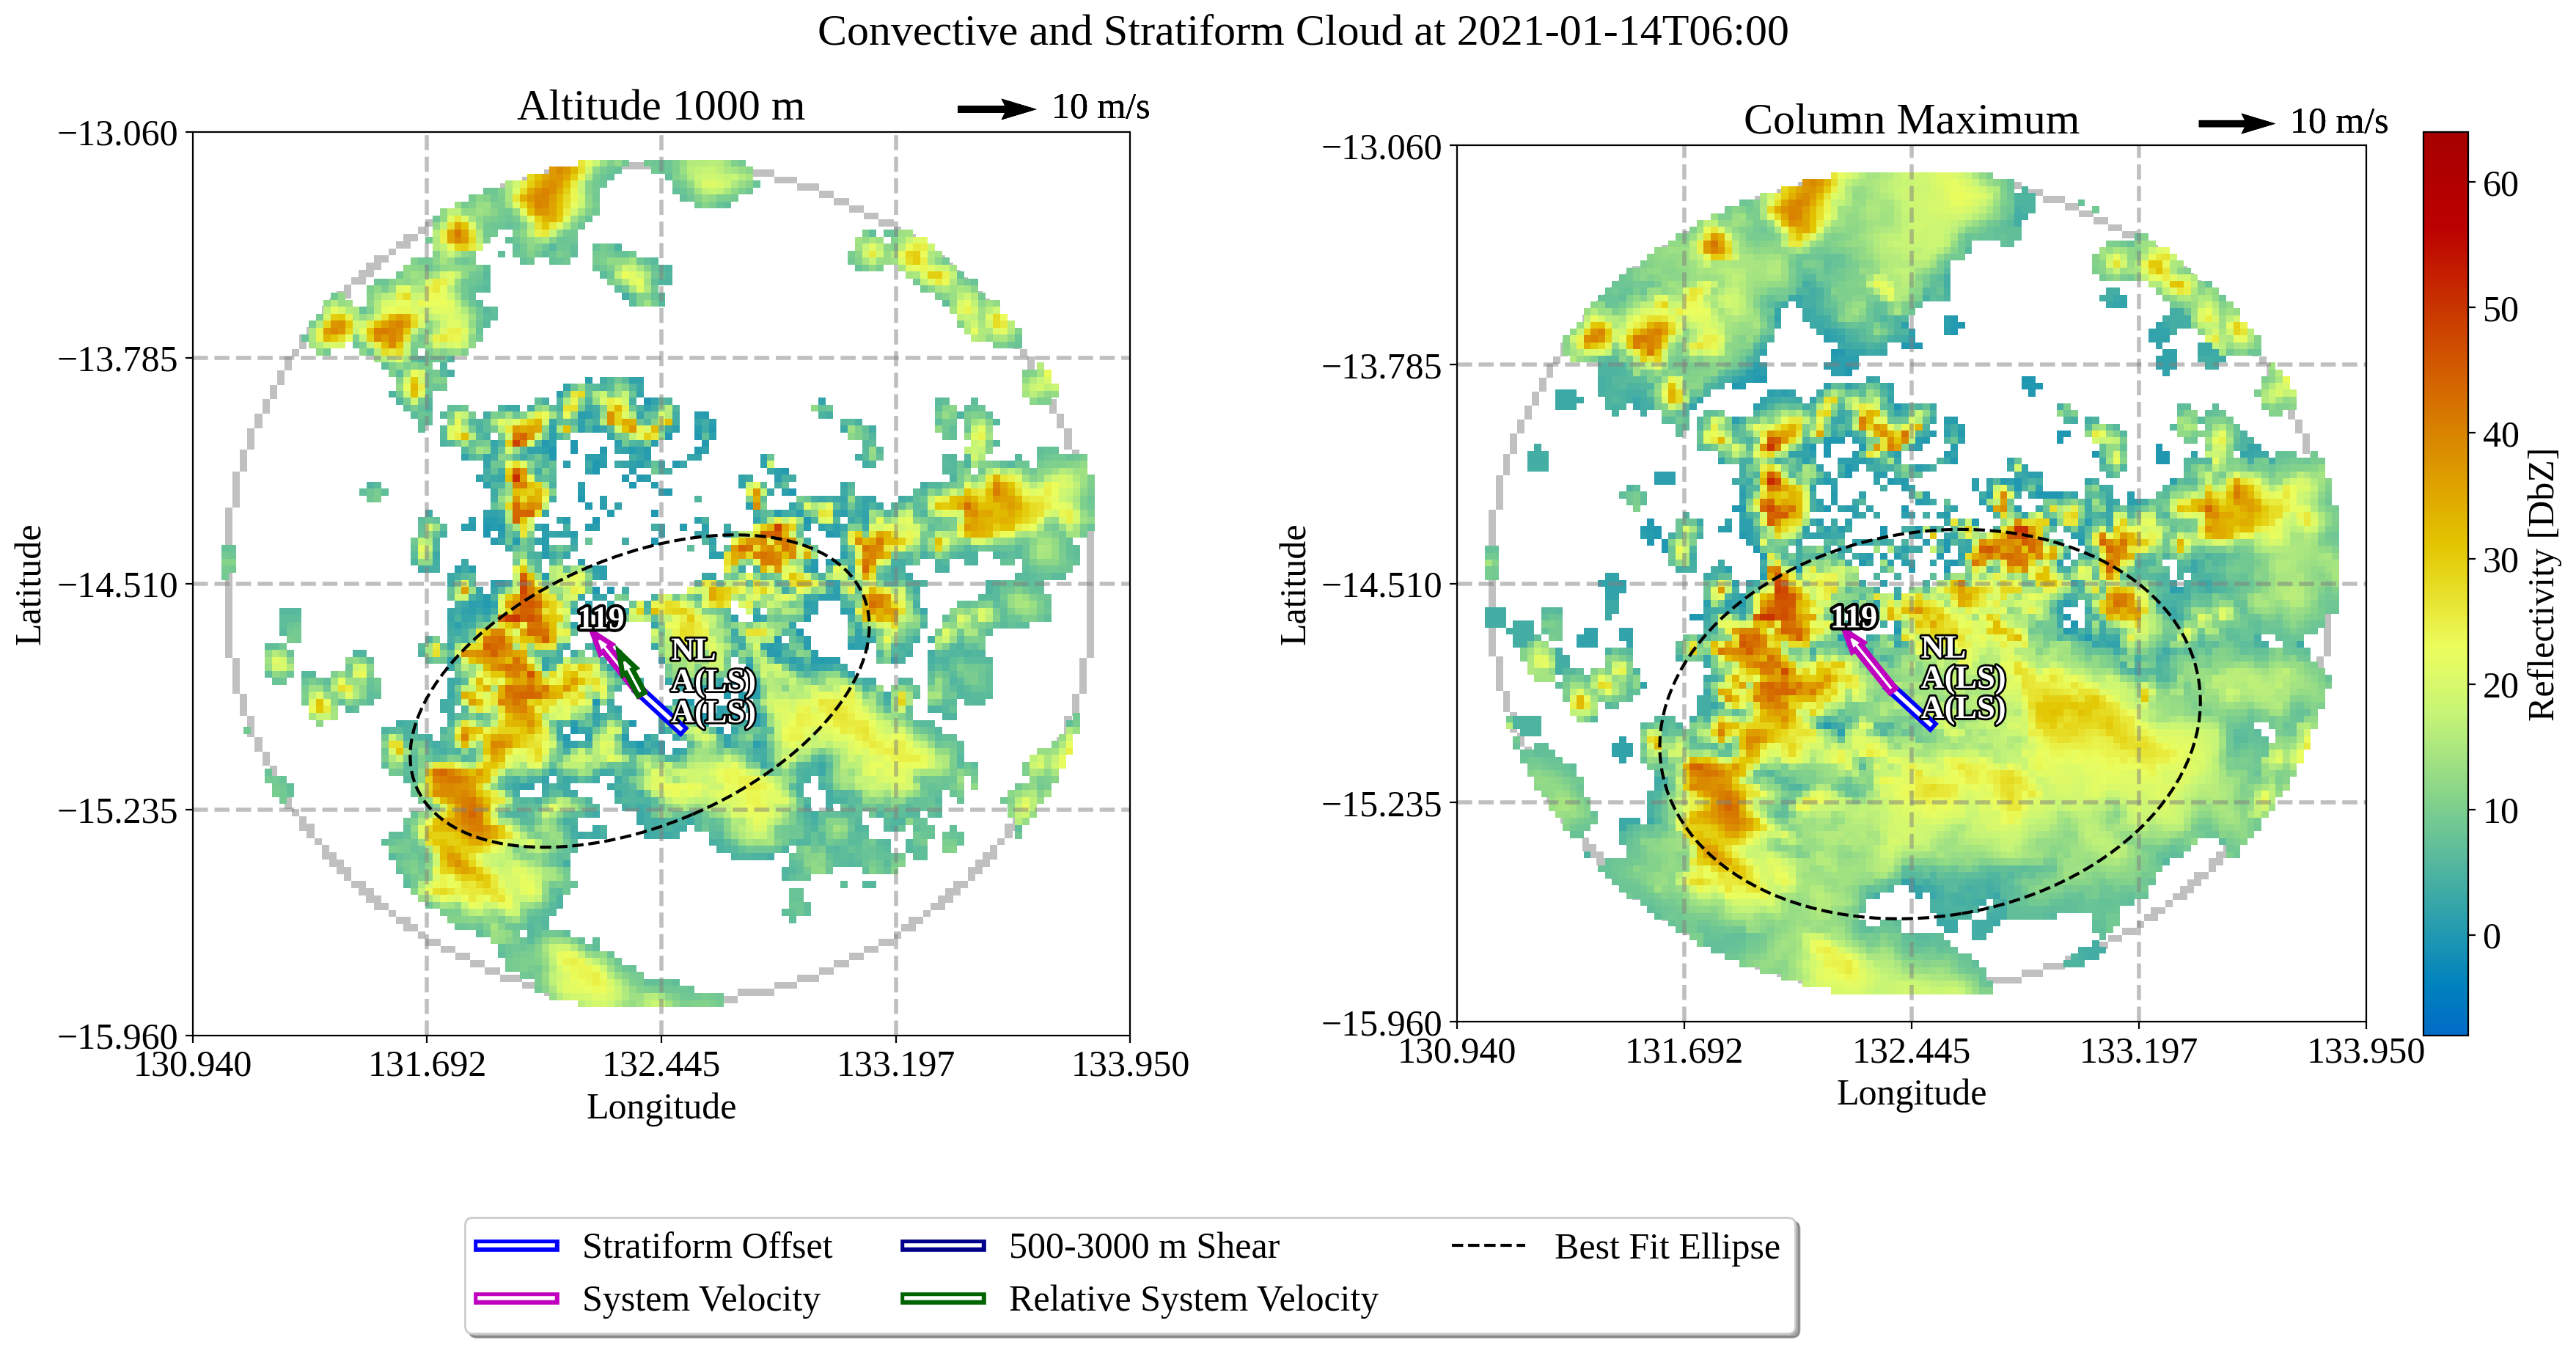 Convective and Stratiform Cloud at 2021-01-14T06:00
Altitude 1000 m
10 m/s
−13.060
−13.785
−14.510
−15.235
−15.960
Latitude
130.940
131.692
132.445
133.197
133.950
Longitude
119
NL
A(LS)
A(LS)
Column Maximum
10 m/s
−13.060
−13.785
−14.510
−15.235
−15.960
Latitude
130.940
131.692
132.445
133.197
133.950
Longitude
119
NL
A(LS)
A(LS)
60
50
40
30
20
10
0
Reflectivity [DbZ]
Stratiform Offset
System Velocity
500-3000 m Shear
Relative System Velocity
Best Fit Ellipse